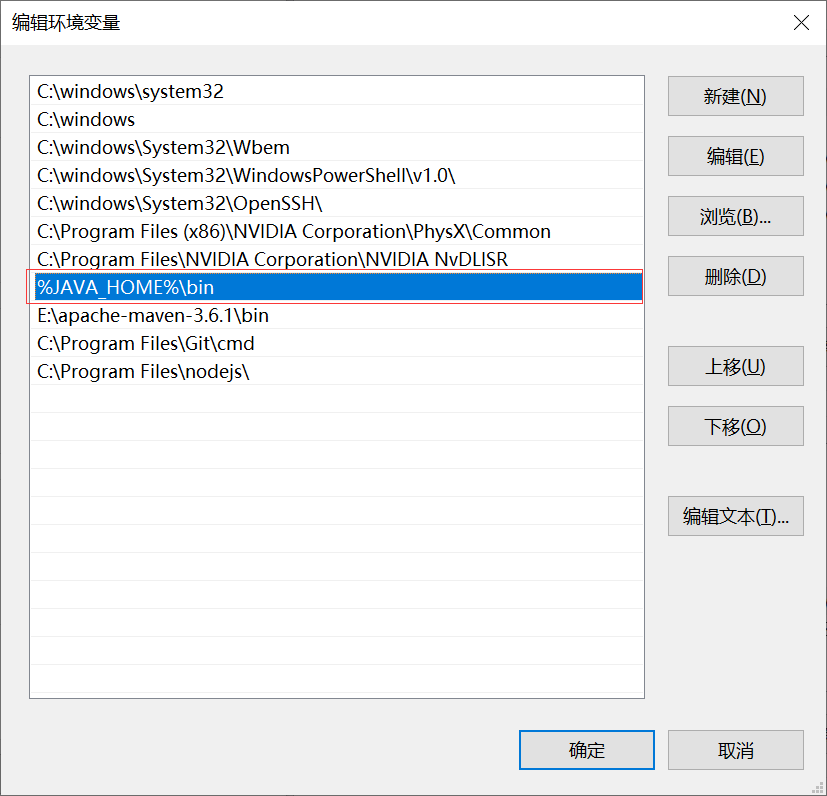 编辑环境变量
C:\windows\system32
C:\windows
C:\windows\System32\Wbem
C:\windows\System32\WindowsPowerShell\v1.0\
C:\windows\System32\OpenSSH\
C:\Program Files (x86)\NVIDIA Corporation\PhysX\Common
C:\Program Files\NVIDIA Corporation\NVIDIA NvDLISR
%JAVA_HOME%\bin
E:\apache-maven-3.6.1\bin
C:\Program Files\Git\cmd
C:\Program Files\nodejs\
新建(N)
编辑(E)
浏览(B)...
删除(D)
上移(U)
下移(O)
编辑文本(T)...
确定
取消